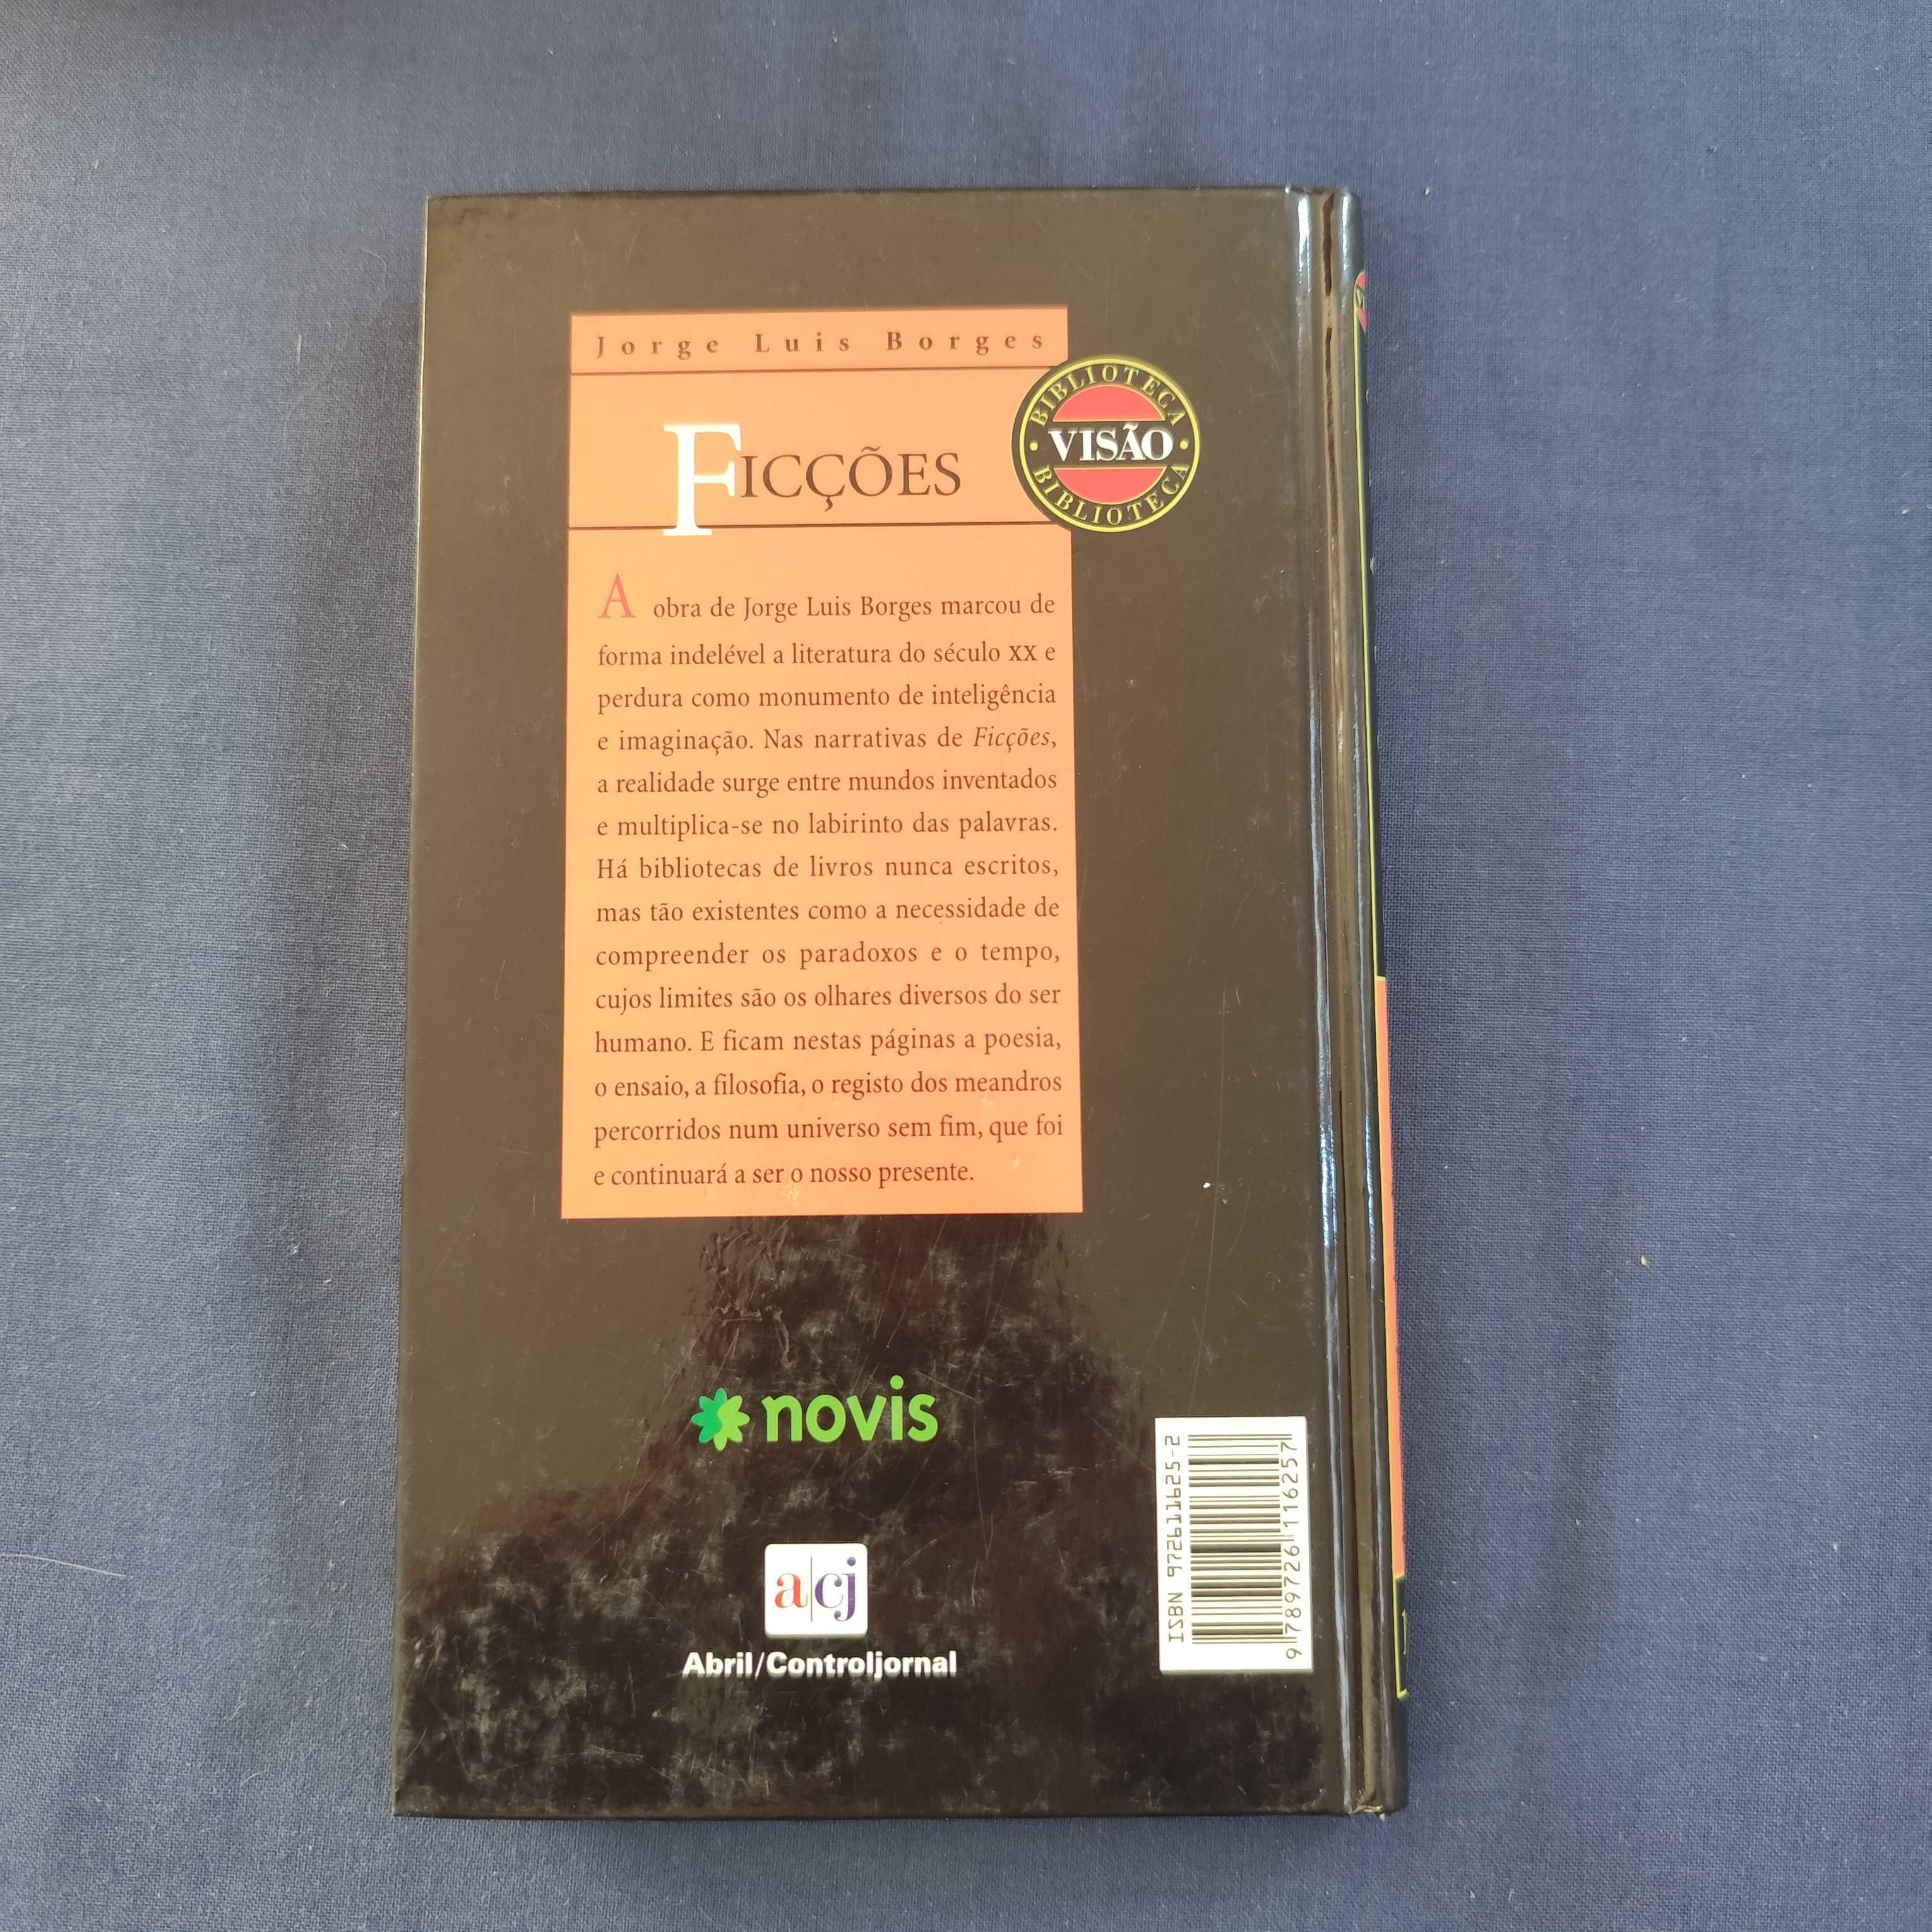 Jorge Luis Borges
FICÇÕES
BIBLIOTECA
VISÃO
BIBLIOTECA
A obra de Jorge Luis Borges marcou de
forma indelével a literatura do século XX e
perdura como monumento de inteligência
e imaginação. Nas narrativas de Ficções,
a realidade surge entre mundos inventados
e multiplica-se no labirinto das palavras.
Há bibliotecas de livros nunca escritos,
mas tão existentes como a necessidade de
compreender os paradoxos e o tempo,
cujos limites são os olhares diversos do ser
humano. E ficam nestas páginas a poesia,
o ensaio, a filosofia, o registo dos meandros
percorridos num universo sem fim, que foi
e continuará a ser o nosso presente.
novis
a|cj
Abril/Controljornal
ISBN 972611625-2
9 789726 116257